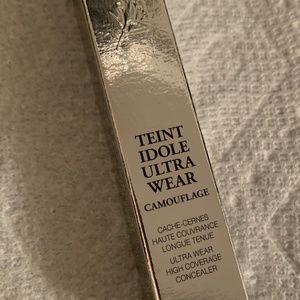 TEINT
IDOLE
ULTRA
WEAR
CAMOUFLAGE
CACHE-CERNES
HAUTE COUVRANCE
LONGUE TENUE
ULTRA WEAR
HIGH COVERAGE
CONCEALER